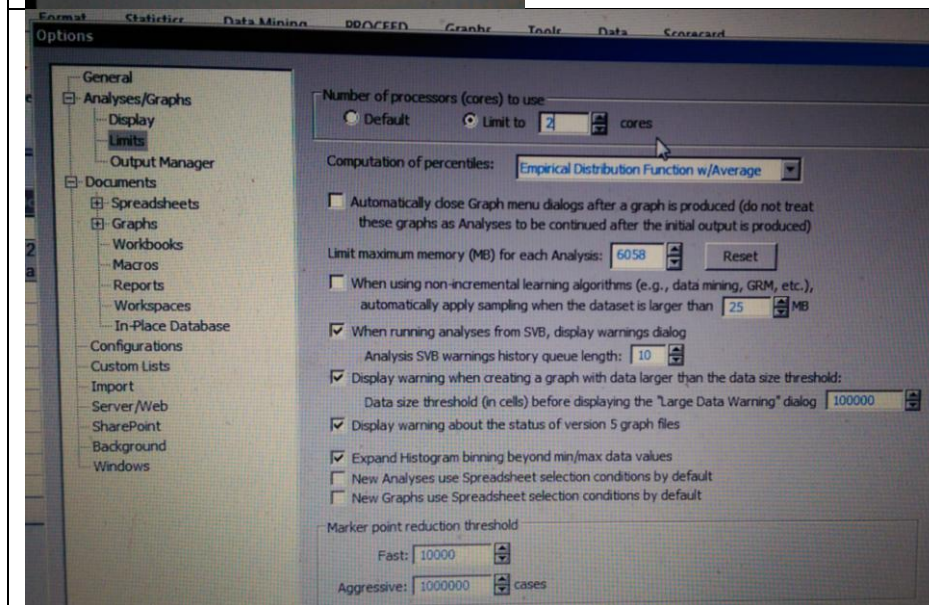 Format Statistics Data Mining PROCEED Graphs Tools Data Scorecard
Options
General
Analyses/Graphs
Display
Limits
Output Manager
Documents
Spreadsheets
Graphs
Workbooks
Macros
Reports
Workspaces
In-Place Database
Configurations
Custom Lists
Import
Server/Web
SharePoint
Background
Windows
Number of processors (cores) to use
Default Limit to 2 cores
Computation of percentiles: Empirical Distribution Function w/Average
Automatically close Graph menu dialogs after a graph is produced (do not treat
these graphs as Analyses to be continued after the initial output is produced)
Limit maximum memory (MB) for each Analysis: 6058 Reset
When using non-incremental learning algorithms (e.g., data mining, GRM, etc.),
automatically apply sampling when the dataset is larger than 25 MB
When running analyses from SVB, display warnings dialog
Analysis SVB warnings history queue length: 10
Display warning when creating a graph with data larger than the data size threshold:
Data size threshold (in cells) before displaying the "Large Data Warning" dialog 100000
Display warning about the status of version 5 graph files
Expand Histogram binning beyond min/max data values
New Analyses use Spreadsheet selection conditions by default
New Graphs use Spreadsheet selection conditions by default
Marker point reduction threshold
Fast: 10000
Aggressive: 1000000 cases